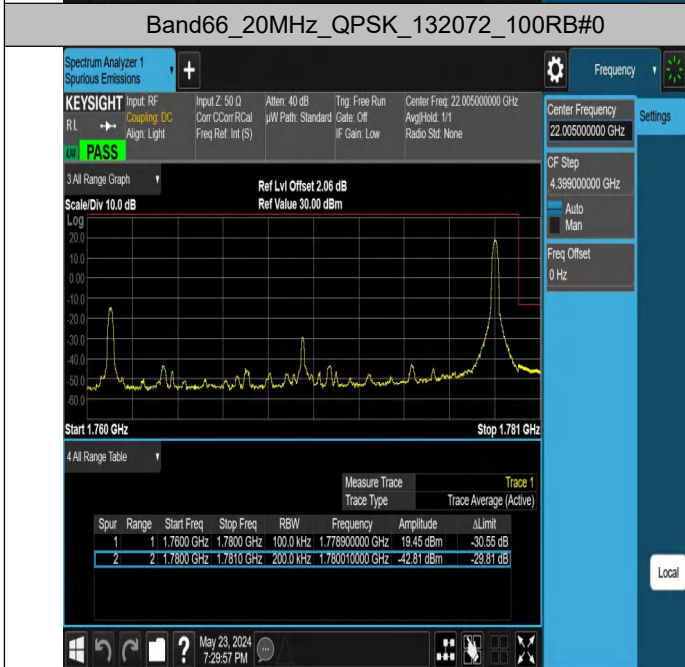 Band66_20MHz_QPSK_132072_100RB#0
Spectrum Analyzer 1
Spurious Emissions
Frequency
KEYSIGHT
Input: RF
Input Z: 50 Ω
Atten: 40 dB
Trig: Free Run
Center Freq: 22.005000000 GHz
RL
Coupling: DC
Corr CCorr RCal
µW Path: Standard
Gate: Off
Avg|Hold: 1/1
Align: Light
Freq Ref: Int (S)
IF Gain: Low
Radio Std: None
PASS
Center Frequency
22.005000000 GHz
Settings
CF Step
4.399000000 GHz
Auto
Man
Freq Offset
0 Hz
3 All Range Graph
Ref Lvl Offset 2.06 dB
Scale/Div 10.0 dB
Ref Value 30.00 dBm
Log
20.0
10.0
0.00
-10.0
-20.0
-30.0
-40.0
-50.0
-60.0
Start 1.760 GHz
Stop 1.781 GHz
4 All Range Table
Measure Trace Trace 1
Trace Type Trace Average (Active)
Spur Range Start Freq Stop Freq RBW Frequency Amplitude ΔLimit
1 1 1.7600 GHz 1.7800 GHz 100.0 kHz 1.778900000 GHz 19.45 dBm -30.55 dB
2 2 1.7800 GHz 1.7810 GHz 200.0 kHz 1.780010000 GHz -42.81 dBm -29.81 dB
Local
May 23, 2024
7:29:57 PM